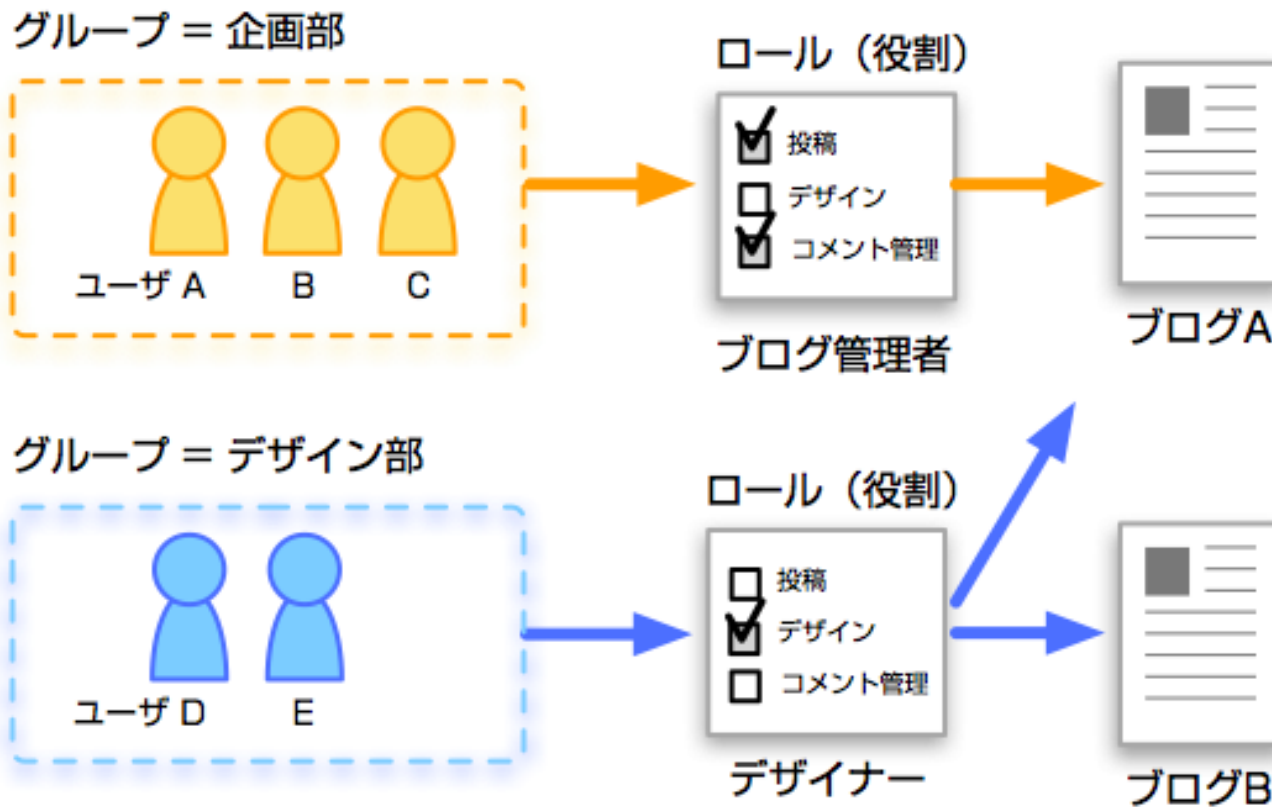 グループ = 企画部
ロール（役割）
投稿
デザイン
コメント管理
ユーザ A
B
C
ブログ管理者
ブログA
グループ = デザイン部
ロール（役割）
投稿
デザイン
コメント管理
ユーザ D
E
デザイナー
ブログB